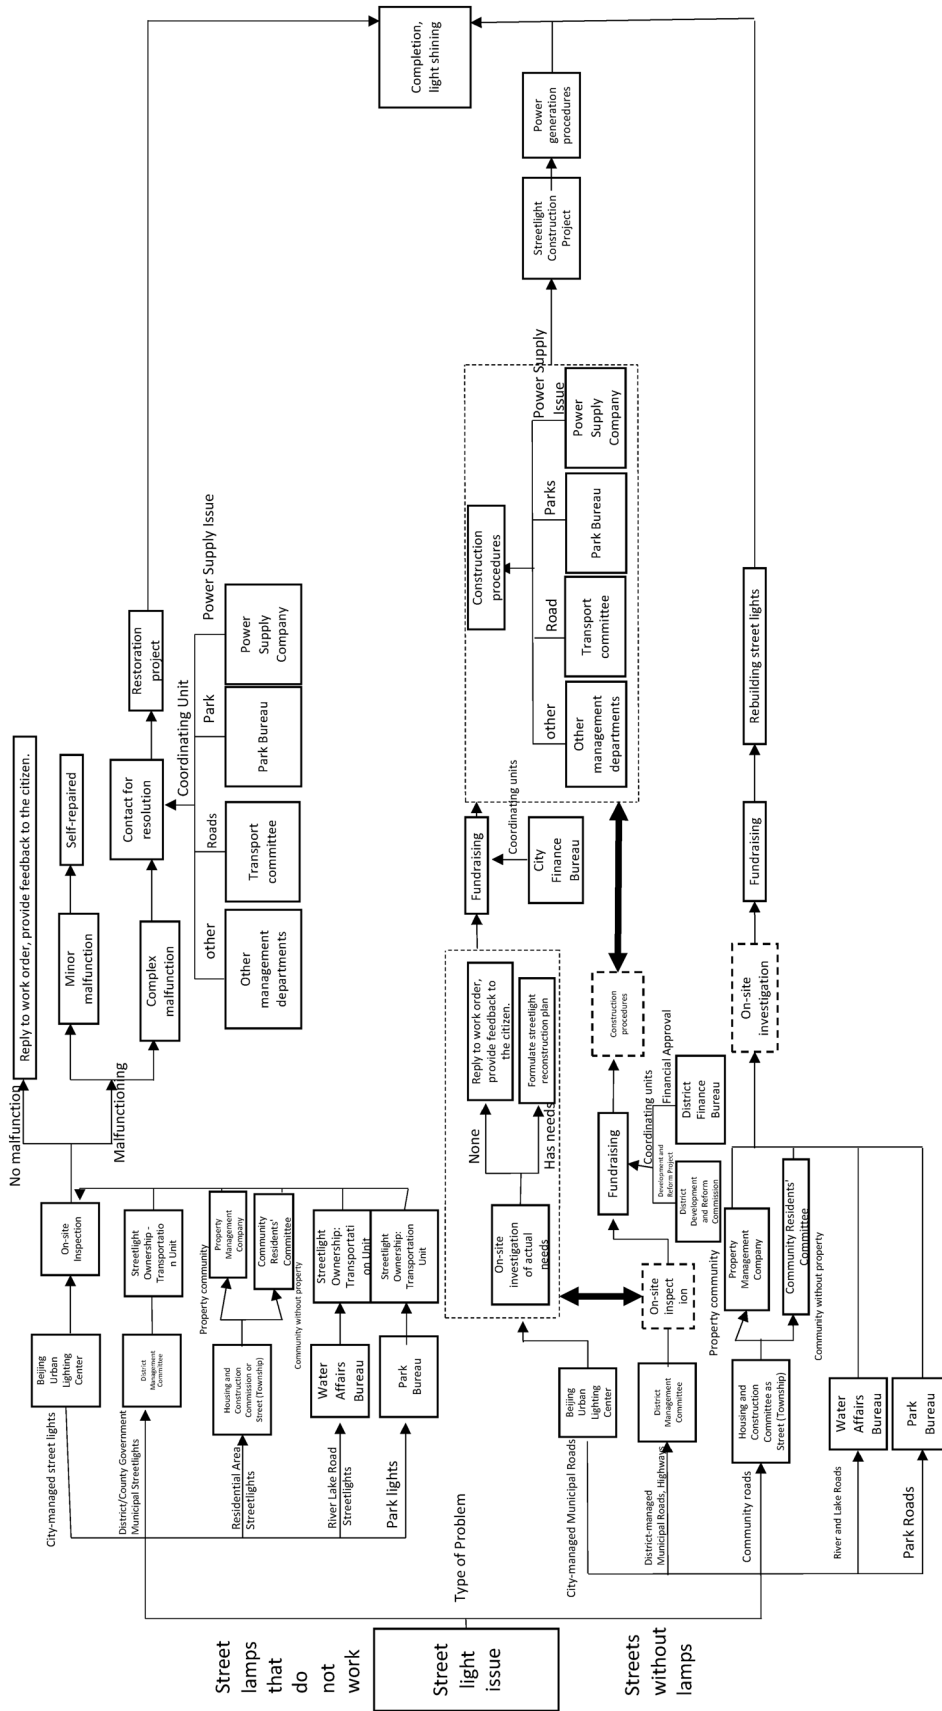 Street
light
issue
Type of Problem
Street
lamps
that
do
not
work
City-managed street lights
Beijing
Urban
Lighting
Center
On-site
Inspection
District/County Government
Municipal Streetlights
District
Management Committee
Streetlight
Ownership -
Transportatio
n Unit
Residential Area
Streetlights
Housing and
Construction
Commission or
Street (Township)
Property community
Property
Management
Company
Community
Residents'
Committee
Community without property
River Lake Road
Streetlights
Water
Affairs
Bureau
Streetlight
Ownership:
Transportati
on Unit
Park lights
Park
Bureau
Streetlight
Ownership:
Transportation
Unit
No malfunction
Reply to work order, provide feedback to the citizen.
Malfunctioning
Minor
malfunction
Self-repaired
Complex
malfunction
Contact for
resolution
Restoration
project
Coordinating Unit
other
Other
management
departments
Roads
Transport
committee
Park
Park Bureau
Power Supply Issue
Power
Supply
Company
Completion,
light shining
Streets
without
lamps
City-managed Municipal Roads
Beijing
Urban
Lighting
Center
On-site
investigation
of actual
needs
None
Reply to work order,
provide feedback to
the citizen.
Has needs
Formulate streetlight
reconstruction plan
Fundraising
Coordinating units
City
Finance
Bureau
Construction
procedures
other
Other
management
departments
Road
Transport
committee
Parks
Park Bureau
Power Supply
Issue
Power
Supply
Company
Streetlight
Construction
Project
Power
generation
procedures
District-managed
Municipal Roads, Highways
District
Management
Committee
On-site
inspect
ion
Fundraising
Coordinating units
Development and
Reform Project
District
Development
and Reform
Commission
Financial Approval
District
Finance
Bureau
Construction
procedures
Community roads
Housing and
Construction
Committee as
Street (Township)
Property community
Property
Management
Company
Community Residents'
Committee
Community without property
River and Lake Roads
Water
Affairs
Bureau
Park Roads
Park
Bureau
On-site
investigation
Fundraising
Rebuilding street lights